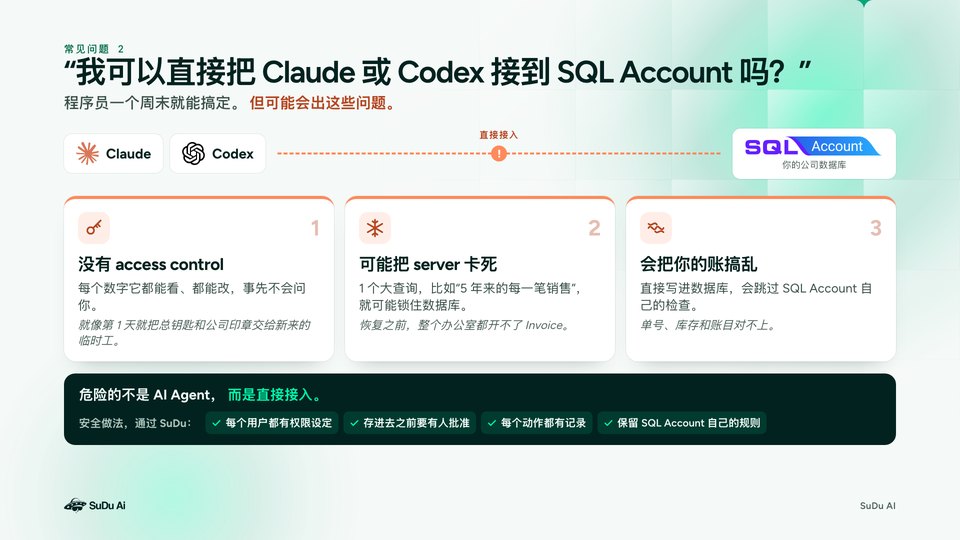 常见问题 2
“我可以直接把 Claude 或 Codex 接到 SQL Account 吗？”
程序员一个周末就能搞定。 但可能会出这些问题。
Claude
Codex
直接接入
!
SQL Account
你的公司数据库
1
没有 access control
每个数字它都能看、都能改，事先不会问
你。
就像第 1 天就把总钥匙和公司印章交给新来的
临时工。
2
可能把 server 卡死
1 个大查询，比如“5 年来的每一笔销售”，
就可能锁住数据库。
恢复之前，整个办公室都开不了 Invoice。
3
会把你的账搞乱
直接写进数据库，会跳过 SQL Account 自
己的检查。
单号、库存和账目对不上。
危险的不是 AI Agent， 而是直接接入。
安全做法，通过 SuDu：
每个用户都有权限设定
存进去之前要有人批准
每个动作都有记录
保留 SQL Account 自己的规则
SuDu Ai
SuDu AI